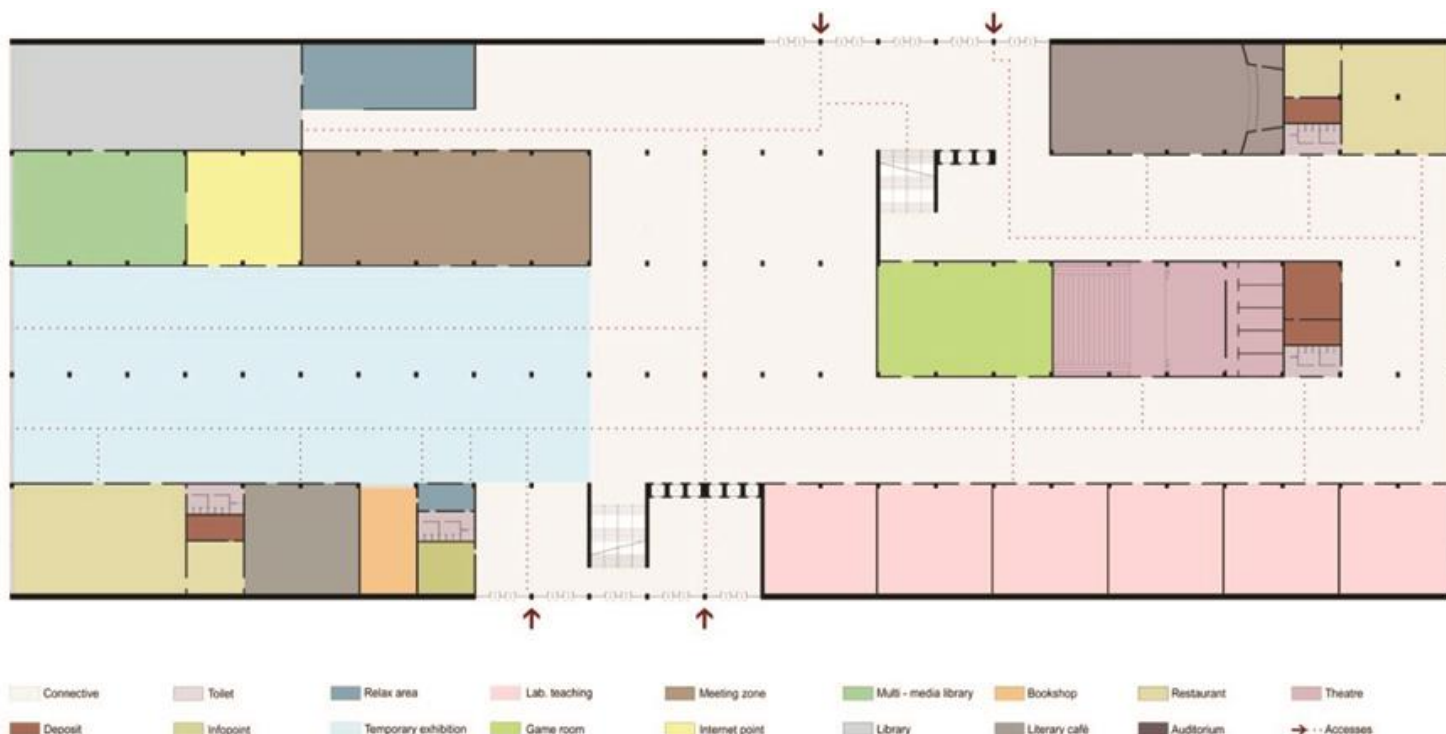 Connective Toilet Relax area Lab. teaching Meeting zone Multi - media library Bookshop Restaurant Theatre
Deposit Infopoint Temporary exhibition Game room Internet point Library Literary café Auditorium Accesses